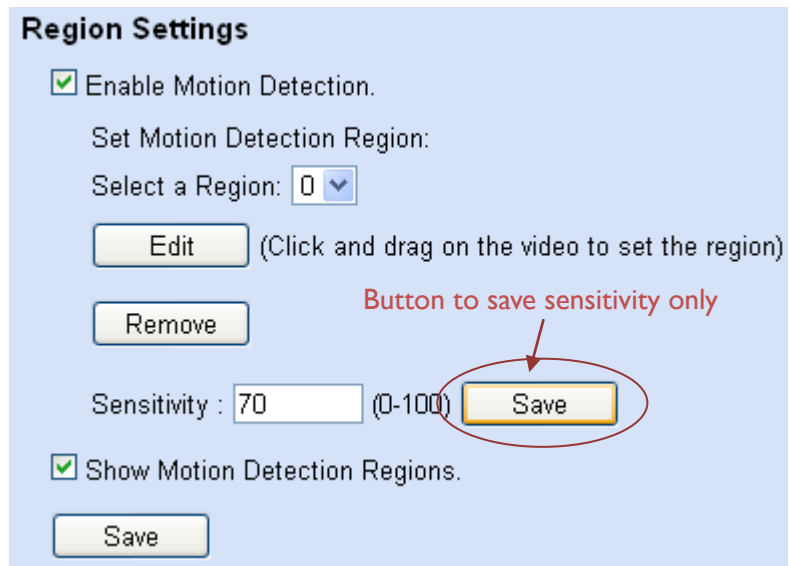 Region Settings
Enable Motion Detection.
Set Motion Detection Region:
Select a Region: 0
Edit (Click and drag on the video to set the region)
Button to save sensitivity only
Remove
Sensitivity : 70 (0-100) Save
Show Motion Detection Regions.
Save